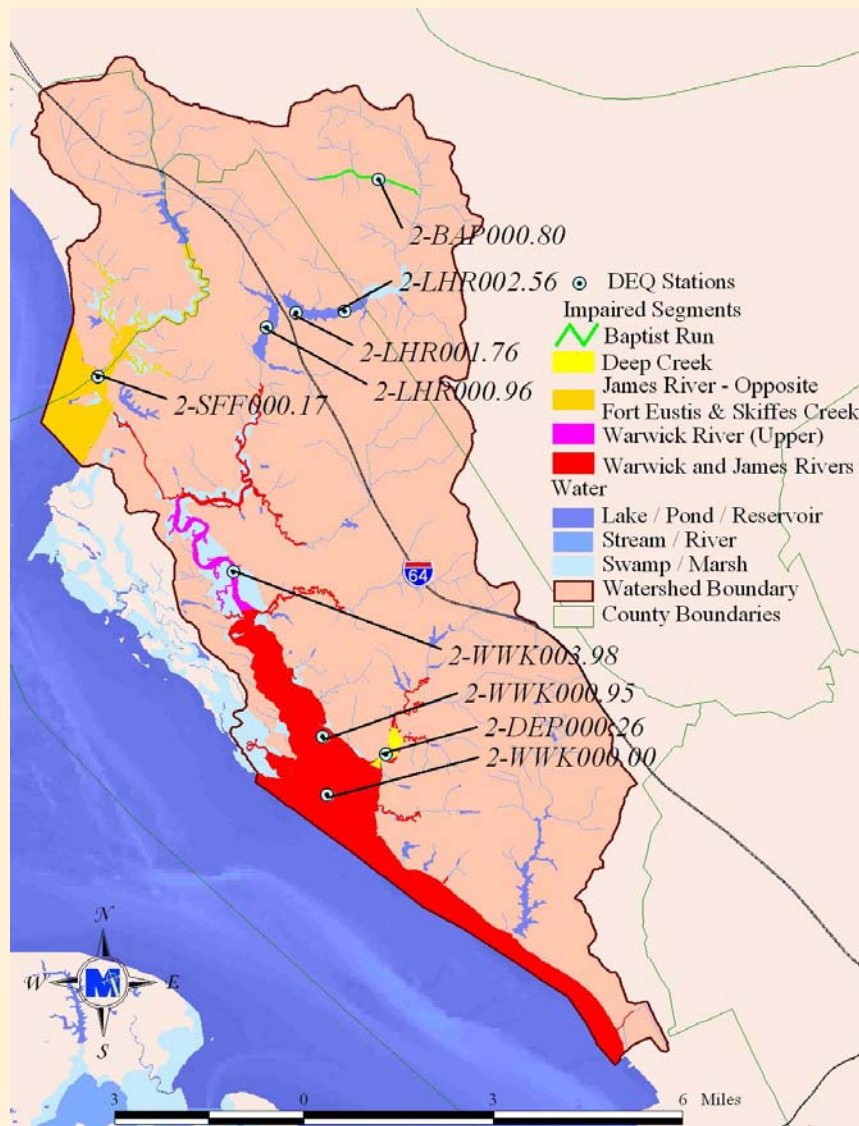 2-BAP000.80
2-LHR002.56
2-LHR001.76
2-LHR000.96
2-SFF000.17
DEQ Stations
Impaired Segments
Baptist Run
Deep Creek
James River - Opposite
Fort Eustis & Skiffes Creek
Warwick River (Upper)
Warwick and James Rivers
Water
Lake / Pond / Reservoir
Stream / River
Swamp / Marsh
Watershed Boundary
County Boundaries
64
2-WWK003.98
2-WWK000.95
2-DEP000.26
2-WWK000.00
N
W M E
S
3 0 3 6 Miles